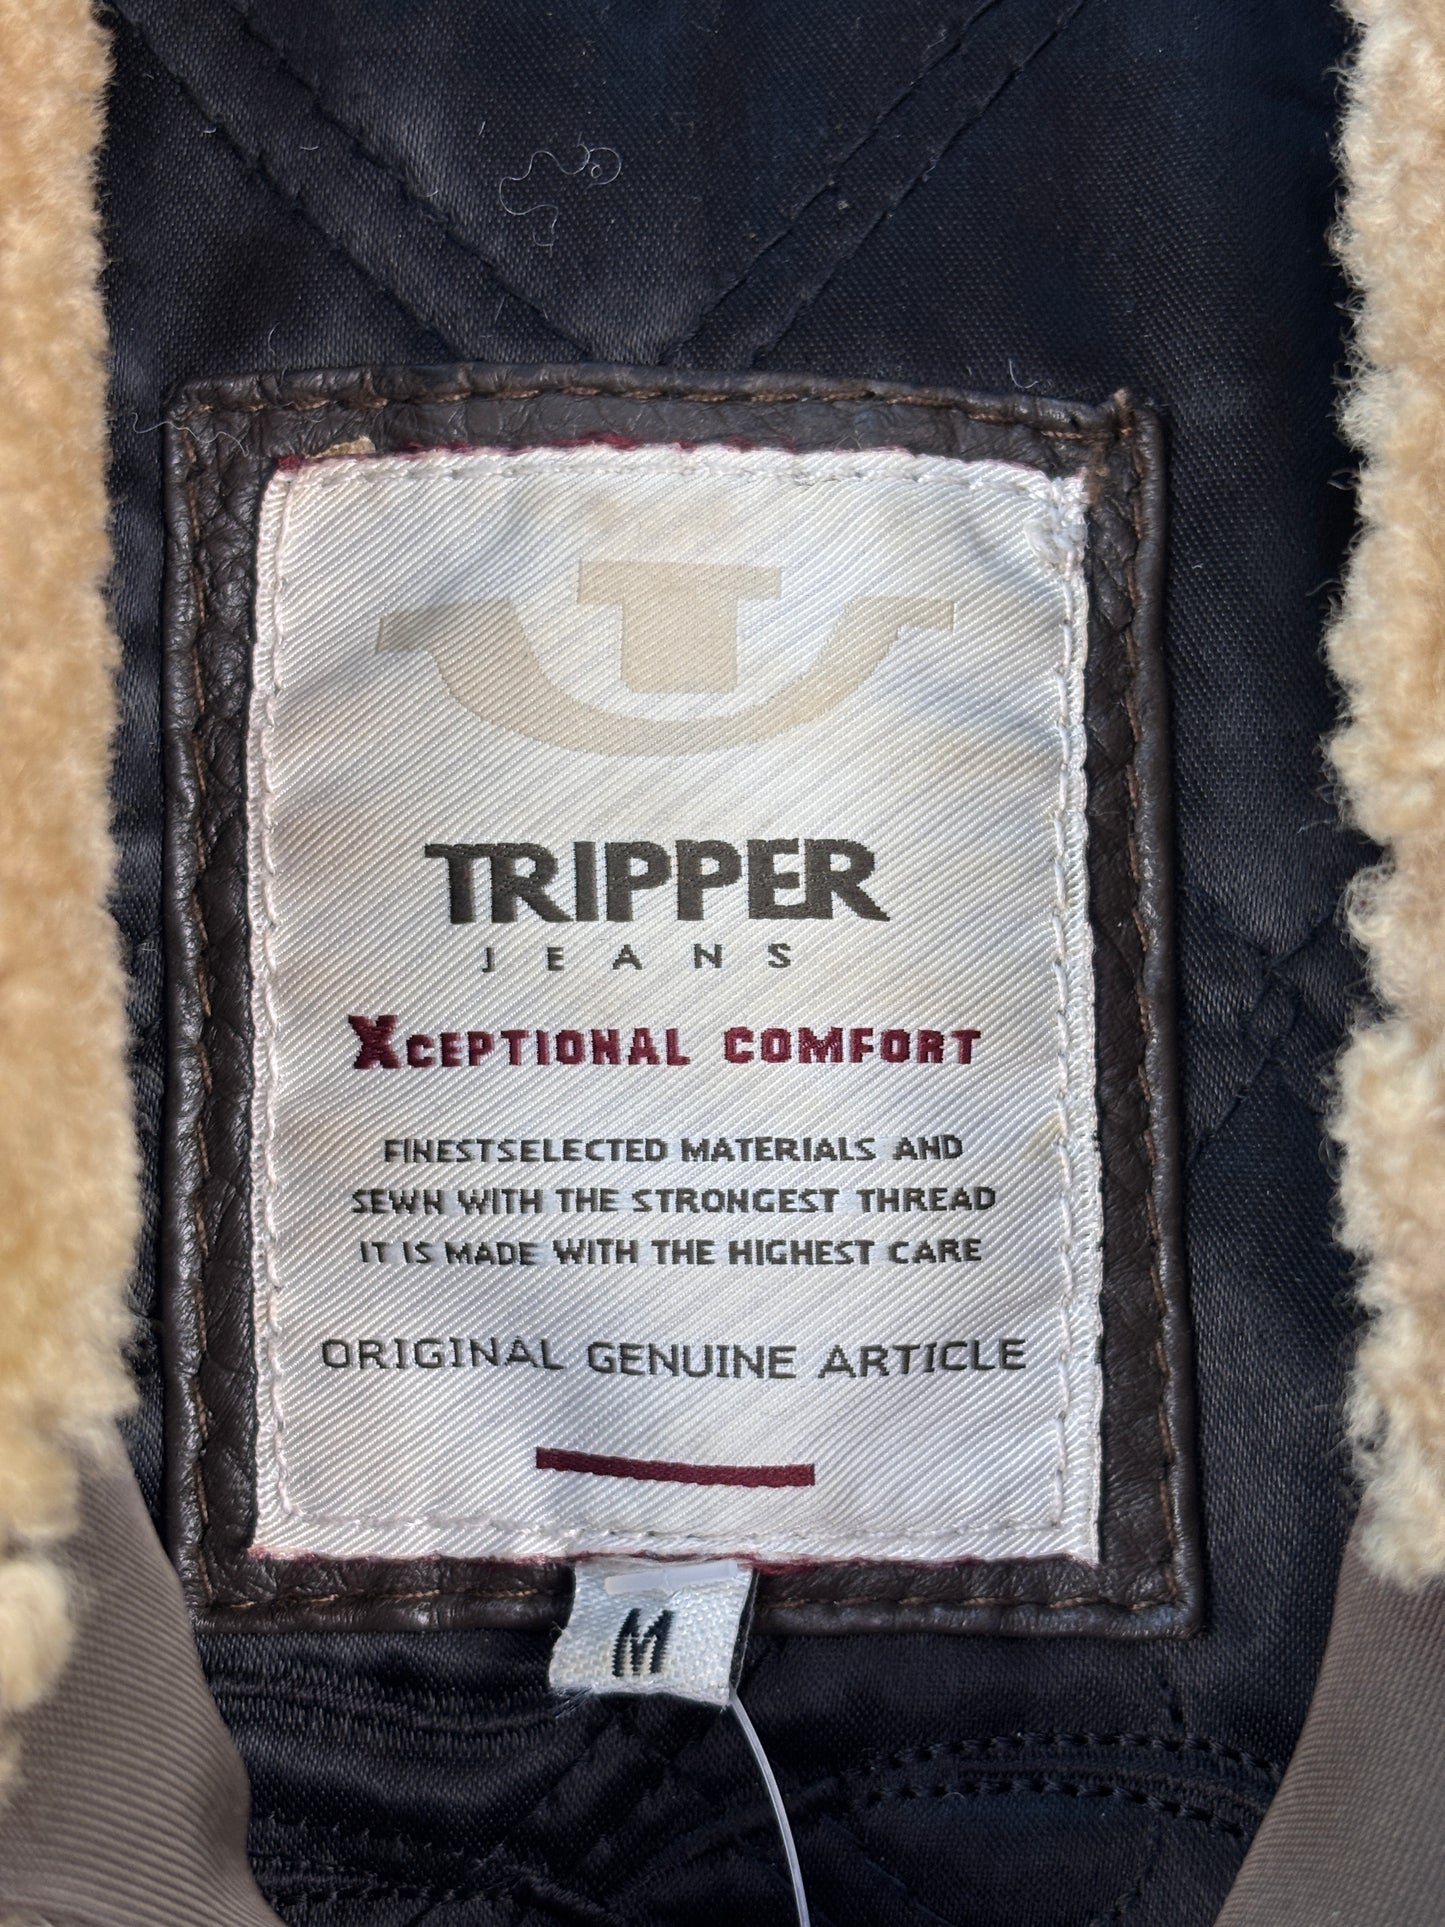 TRIPPER
JEANS
XCEPTIONAL COMFORT
FINESTSELECTED MATERIALS AND
SEWN WITH THE STRONGEST THREAD
IT IS MADE WITH THE HIGHEST CARE
ORIGINAL GENUINE ARTICLE
M